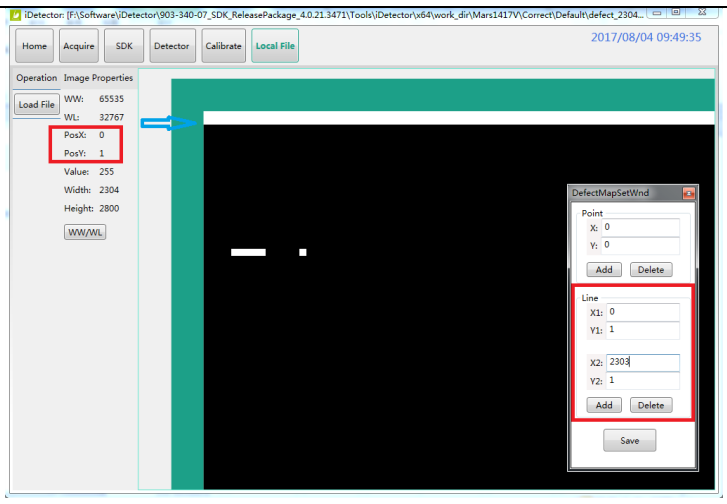 iDetector: [F:\Software\iDetector\903-340-07_SDK_ReleasePackage_4.0.21.3471\Tools\iDetector\x64\work_dir\Mars1417V\Correct\Default\defect_2304...
Home Acquire SDK Detector Calibrate Local File
2017/08/04 09:49:35
Operation Image Properties
Load File
WW: 65535
WL: 32767
PosX: 0
PosY: 1
Value: 255
Width: 2304
Height: 2800
WW/WL
DefectMapSetWnd
Point
X: 0
Y: 0
Add Delete
Line
X1: 0
Y1: 1
X2: 2303
Y2: 1
Add Delete
Save